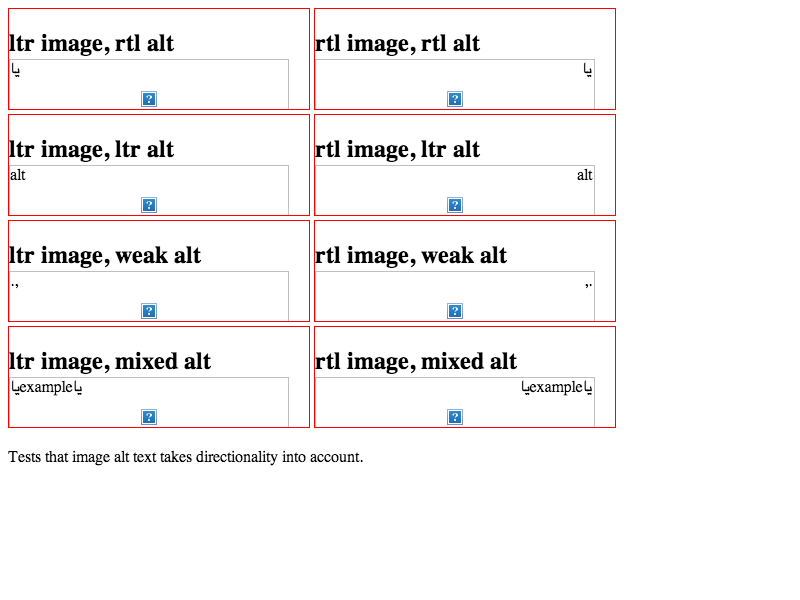 ltr image, rtl alt
يا
rtl image, rtl alt
يا
ltr image, ltr alt
alt
rtl image, ltr alt
alt
ltr image, weak alt
.,
rtl image, weak alt
,.
ltr image, mixed alt
ياexampleيا
rtl image, mixed alt
ياexampleيا
Tests that image alt text takes directionality into account.